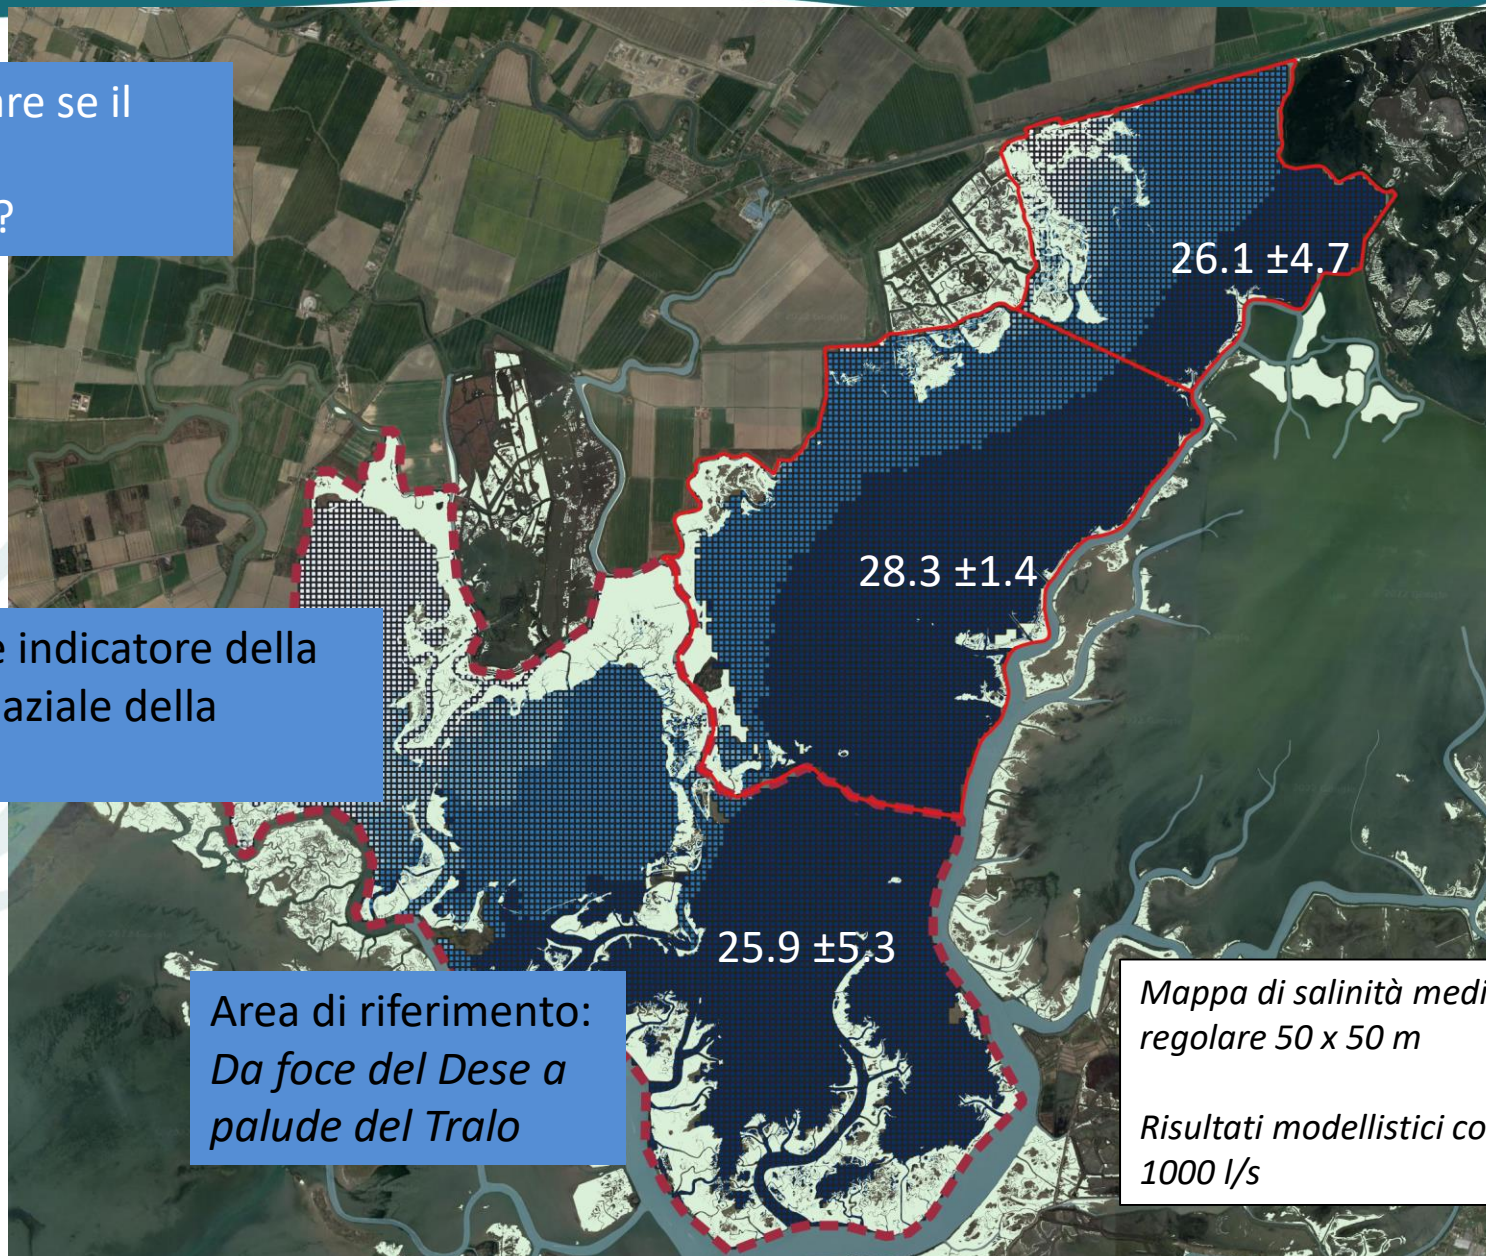 are se il
?
26.1 ±4.7
28.3 ±1.4
e indicatore della
aziale della
25.9 ±5.3
Area di riferimento:
Da foce del Dese a
palude del Tralo
Mappa di salinità medi
regolare 50 x 50 m
Risultati modellistici co
1000 l/s